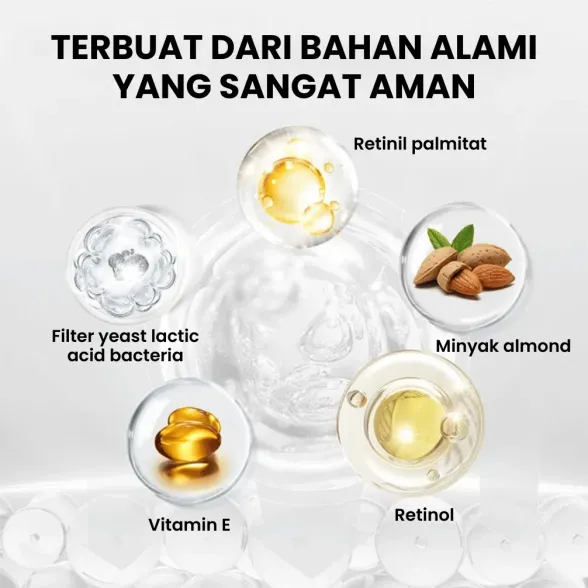 TERBUAT DARI BAHAN ALAMI
YANG SANGAT AMAN
Retinil palmitat
Filter yeast lactic
acid bacteria
Minyak almond
Vitamin E
Retinol